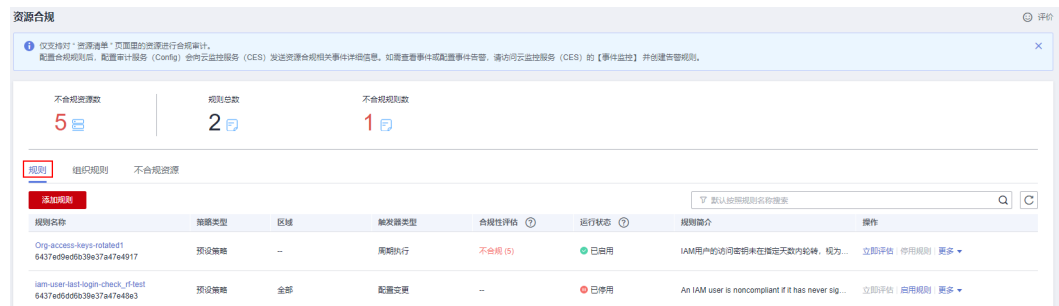 资源合规
评价
仅支持对“资源清单”页面里的资源进行合规审计。
配置合规规则后，配置审计服务（Config）会向云监控服务（CES）发送资源合规相关事件详细信息。如需查看事件或配置事件告警，请访问云监控服务（CES）的【事件监控】 并创建告警规则。
不合规资源数 规则总数 不合规规则数
5 2 1
规则 组织规则 不合规资源
添加规则
默认按照规则名称搜索
规则名称 策略类型 区域 触发器类型 合规性评估 运行状态 规则简介 操作
Org-access-keys-rotated1
6437ed9ed6b39e37a47e4917
预设策略 -- 周期执行 不合规 (5) 已启用 IAM用户的访问密钥未在指定天数内轮转，视为... 立即评估 停用规则 更多
iam-user-last-login-check_rf-test
6437ed6dd6b39e37a47e48e3
预设策略 全部 配置变更 -- 已停用 An IAM user is noncompliant if it has never sig... 立即评估 启用规则 更多